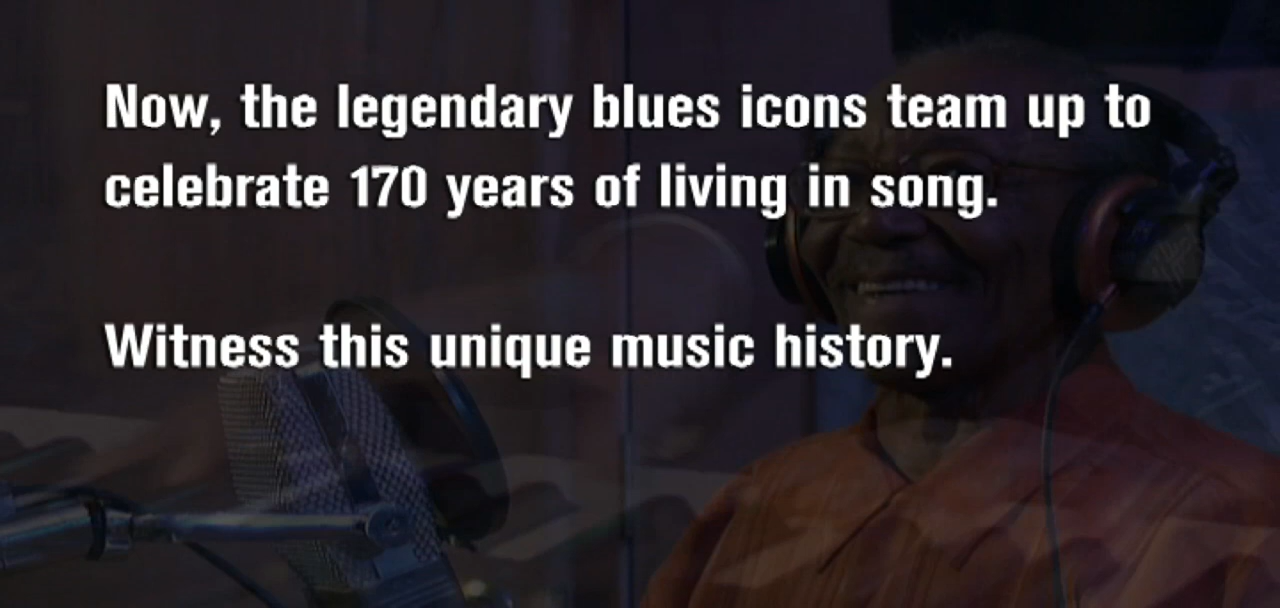 Now, the legendary blues icons team up to
celebrate 170 years of living in song.
Witness this unique music history.